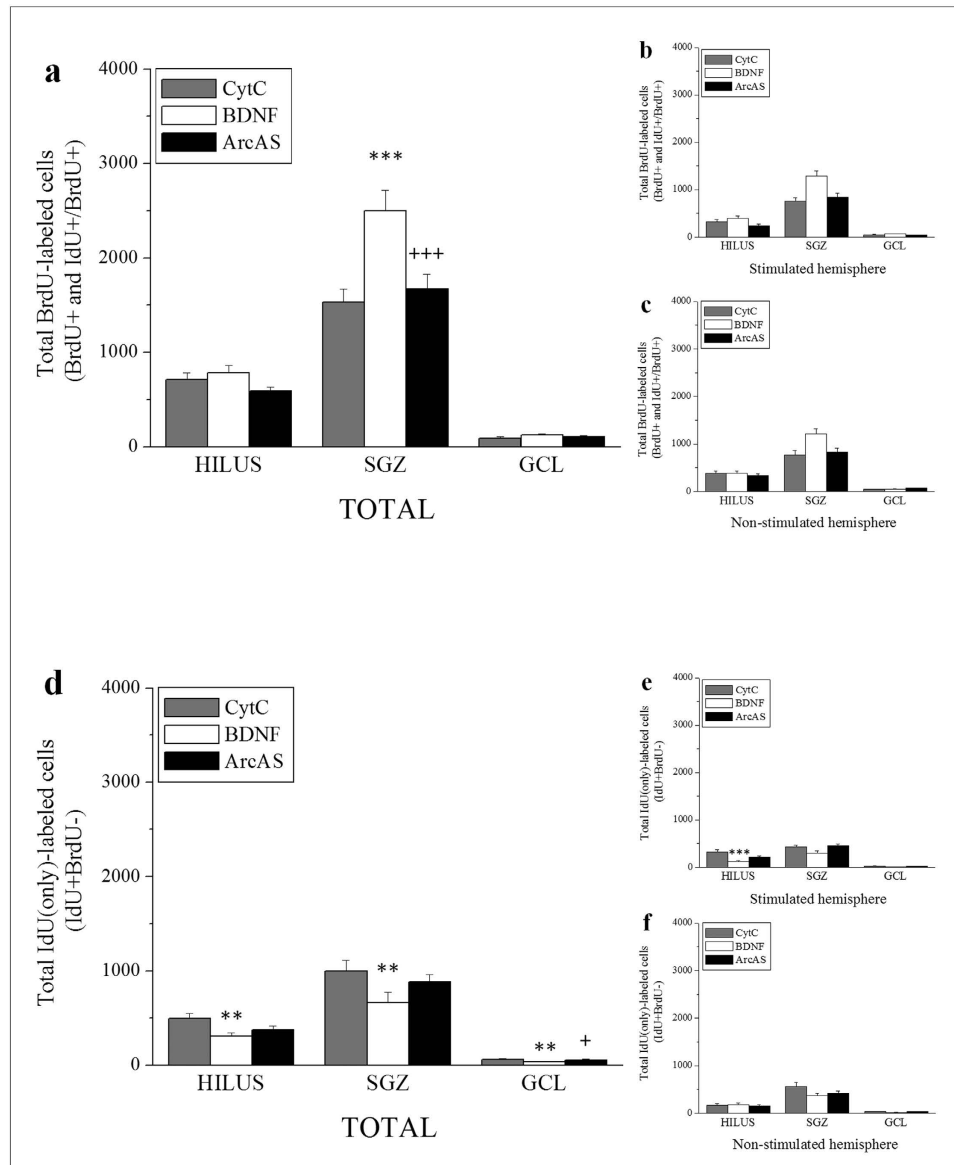 a
Total BrdU-labeled cells
(BrdU+ and IdU+/BrdU+)
4000
3000
2000
1000
0
CytC
BDNF
ArcAS
***
+++
HILUS
SGZ
GCL
TOTAL
b
Total BrdU-labeled cells
(BrdU+ and IdU+/BrdU+)
4000
3000
2000
1000
0
CytC
BDNF
ArcAS
HILUS
SGZ
GCL
Stimulated hemisphere
c
Total BrdU-labeled cells
(BrdU+ and IdU+/BrdU+)
4000
3000
2000
1000
0
CytC
BDNF
ArcAS
HILUS
SGZ
GCL
Non-stimulated hemisphere
d
Total IdU(only)-labeled cells
(IdU+BrdU-)
4000
3000
2000
1000
0
CytC
BDNF
ArcAS
**
**
**
+
HILUS
SGZ
GCL
TOTAL
e
Total IdU(only)-labeled cells
(IdU+BrdU-)
4000
3000
2000
1000
0
CytC
BDNF
ArcAS
***
HILUS
SGZ
GCL
Stimulated hemisphere
f
Total IdU(only)-labeled cells
(IdU+BrdU-)
4000
3000
2000
1000
0
CytC
BDNF
ArcAS
HILUS
SGZ
GCL
Non-stimulated hemisphere